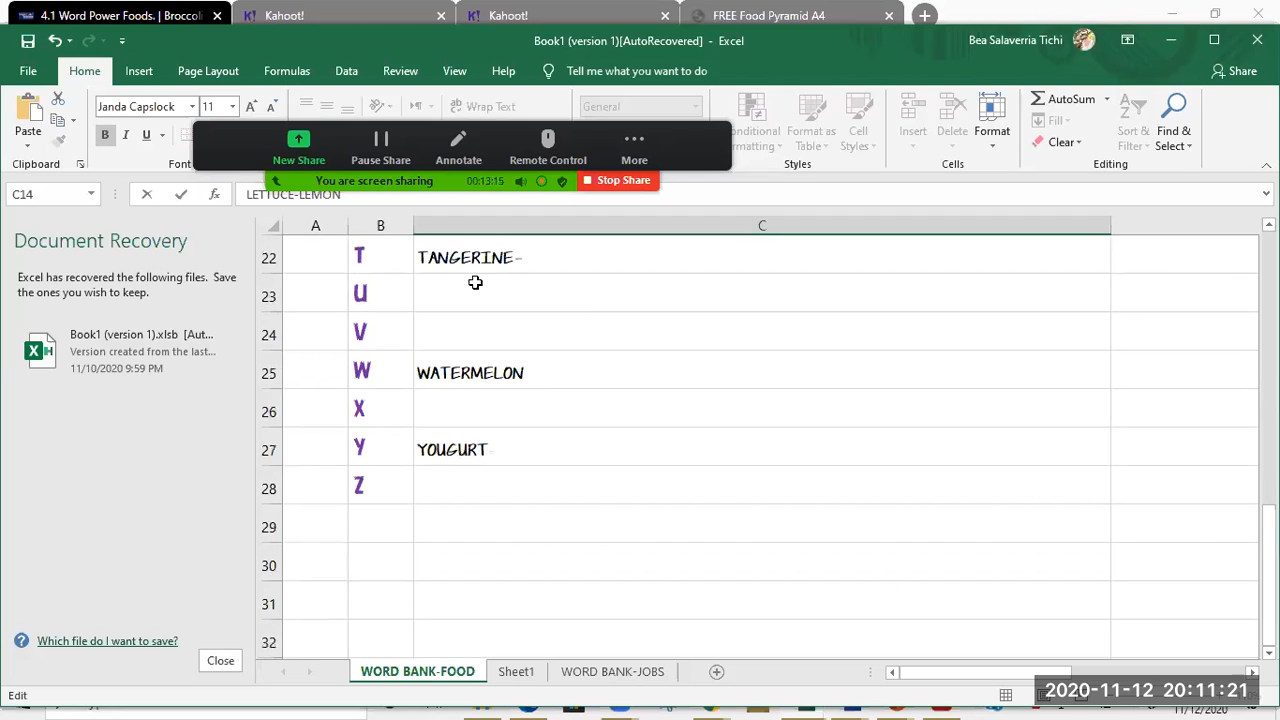 4.1 Word Power Foods. | Broccoli
Kahoot!
Kahoot!
FREE Food Pyramid A4
Book1 (version 1)[AutoRecovered] - Excel
Bea Salaverria Tichi
File Home Insert Page Layout Formulas Data Review View Help Tell me what you want to do Share
Janda Capslock 11 Wrap Text General AutoSum
Paste B I U Conditional Format as Cell Insert Delete Format Fill Sort & Find &
Formatting Table Styles Clear Filter Select
Clipboard Font Styles Cells Editing
New Share Pause Share Annotate Remote Control More
You are screen sharing 00:13:15 Stop Share
C14 LETTUCE-LEMON
A B C
Document Recovery
Excel has recovered the following files. Save
the ones you wish to keep.
Book1 (version 1).xlsb [Aut...
Version created from the last...
11/10/2020 9:59 PM
22 T TANGERINE-
23 U
24 V
25 W WATERMELON
26 X
27 Y YOUGURT
28 Z
29
30
31
32
Which file do I want to save?
Close
WORD BANK-FOOD Sheet1 WORD BANK-JOBS
Edit
2020-11-12 20:11:21
11/12/2020